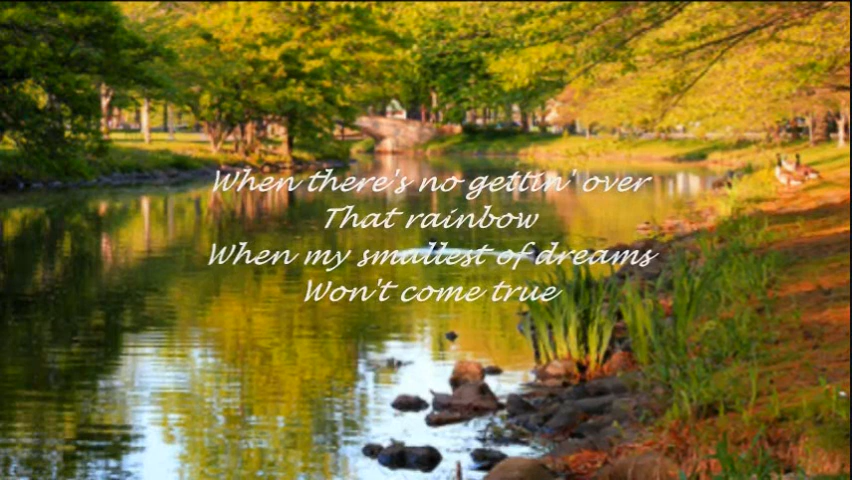 When there's no gettin' over
That rainbow
When my smallest of dreams
Won't come true